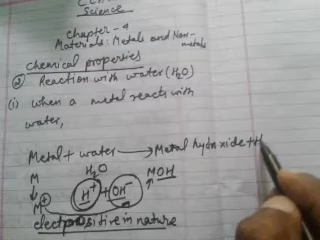 Science
Chapter - 4
Materials: Metals and Non-
metals
Chemical properties
② Reaction with water (H₂O)
(i) when a metal reacts with
water,
Metal + water → Metal hydroxide + H
M H₂O MOH
↓ H⁺ + OH⁻ ↑
M⁺
electropositive in nature